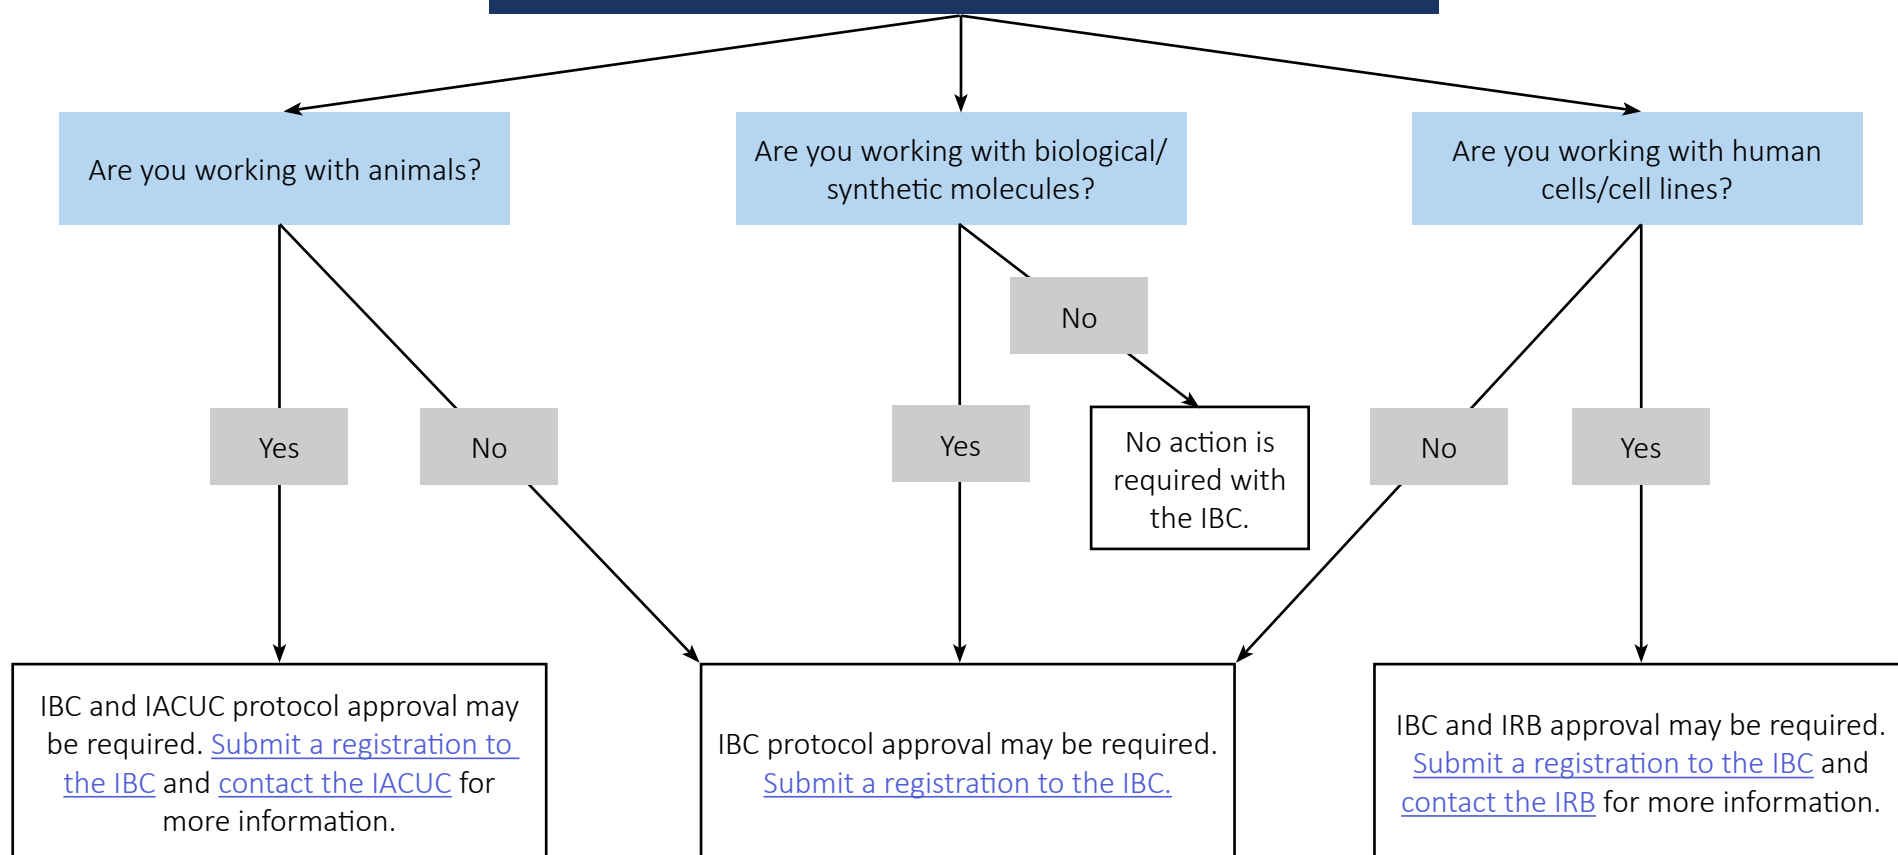 Are you working with animals?
Are you working with biological/
synthetic molecules?
Are you working with human
cells/cell lines?
No
Yes
No
Yes
No action is
required with
the IBC.
No
Yes
IBC and IACUC protocol approval may
be required. Submit a registration to
the IBC and contact the IACUC for
more information.
IBC protocol approval may be required.
Submit a registration to the IBC.
IBC and IRB approval may be required.
Submit a registration to the IBC and
contact the IRB for more information.